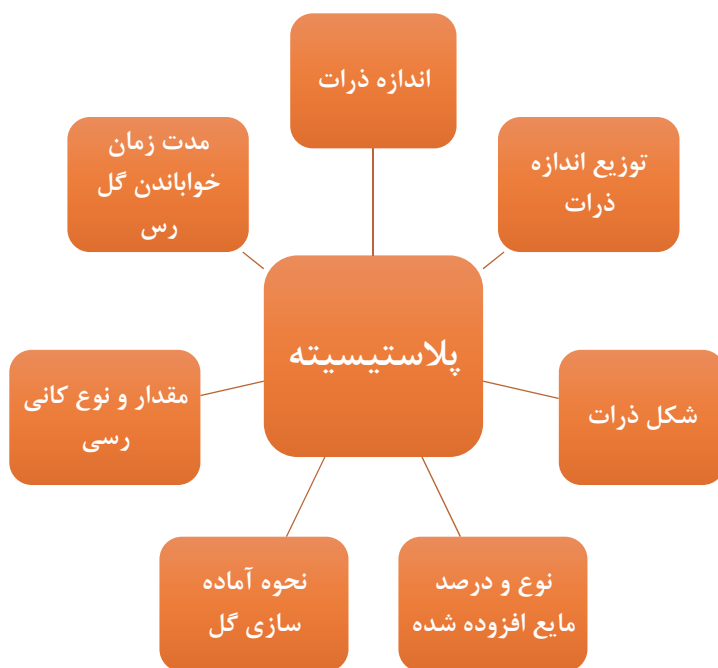 اندازه ذرات
توزیع اندازه
ذرات
شکل ذرات
نوع و درصد
مایع افزوده شده
نحوه آماده
سازی گل
مقدار و نوع کانی
رسی
مدت زمان
خواباندن گل
رس
پلاستیسیته